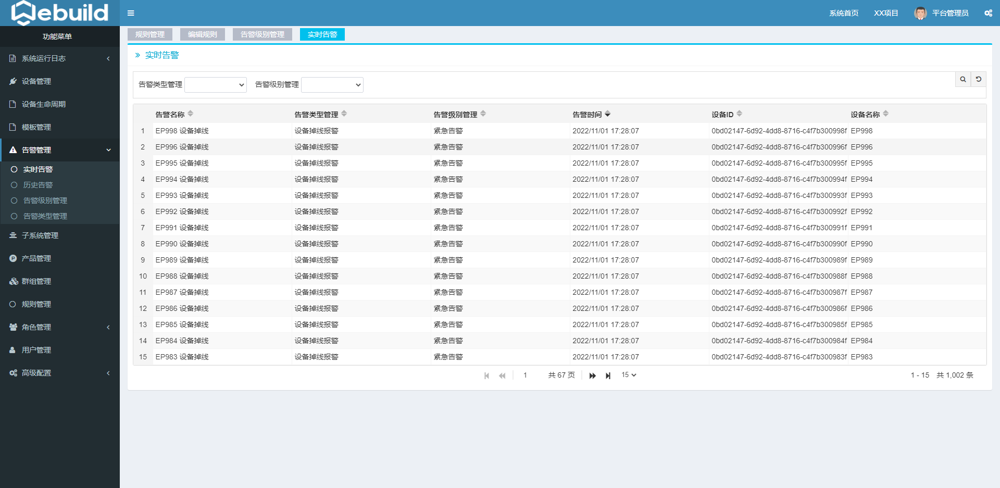 Webuild
系统首页 XX项目 平台管理员
功能菜单
系统运行日志
设备管理
设备生命周期
模板管理
告警管理
实时告警
历史告警
告警级别管理
告警类型管理
子系统管理
产品管理
群组管理
规则管理
角色管理
用户管理
高级配置
规则管理 编辑规则 告警级别管理 实时告警
实时告警
告警类型管理 告警级别管理
告警名称 告警类型管理 告警级别管理 告警时间 设备ID 设备名称
1 EP998 设备掉线 设备掉线报警 紧急告警 2022/11/01 17:28:07 0bd02147-6d92-4dd8-8716-c4f7b300998f EP998
2 EP996 设备掉线 设备掉线报警 紧急告警 2022/11/01 17:28:07 0bd02147-6d92-4dd8-8716-c4f7b300996f EP996
3 EP995 设备掉线 设备掉线报警 紧急告警 2022/11/01 17:28:07 0bd02147-6d92-4dd8-8716-c4f7b300995f EP995
4 EP994 设备掉线 设备掉线报警 紧急告警 2022/11/01 17:28:07 0bd02147-6d92-4dd8-8716-c4f7b300994f EP994
5 EP993 设备掉线 设备掉线报警 紧急告警 2022/11/01 17:28:07 0bd02147-6d92-4dd8-8716-c4f7b300993f EP993
6 EP992 设备掉线 设备掉线报警 紧急告警 2022/11/01 17:28:07 0bd02147-6d92-4dd8-8716-c4f7b300992f EP992
7 EP991 设备掉线 设备掉线报警 紧急告警 2022/11/01 17:28:07 0bd02147-6d92-4dd8-8716-c4f7b300991f EP991
8 EP990 设备掉线 设备掉线报警 紧急告警 2022/11/01 17:28:07 0bd02147-6d92-4dd8-8716-c4f7b300990f EP990
9 EP989 设备掉线 设备掉线报警 紧急告警 2022/11/01 17:28:07 0bd02147-6d92-4dd8-8716-c4f7b300989f EP989
10 EP988 设备掉线 设备掉线报警 紧急告警 2022/11/01 17:28:07 0bd02147-6d92-4dd8-8716-c4f7b300988f EP988
11 EP987 设备掉线 设备掉线报警 紧急告警 2022/11/01 17:28:07 0bd02147-6d92-4dd8-8716-c4f7b300987f EP987
12 EP986 设备掉线 设备掉线报警 紧急告警 2022/11/01 17:28:07 0bd02147-6d92-4dd8-8716-c4f7b300986f EP986
13 EP985 设备掉线 设备掉线报警 紧急告警 2022/11/01 17:28:07 0bd02147-6d92-4dd8-8716-c4f7b300985f EP985
14 EP984 设备掉线 设备掉线报警 紧急告警 2022/11/01 17:28:07 0bd02147-6d92-4dd8-8716-c4f7b300984f EP984
15 EP983 设备掉线 设备掉线报警 紧急告警 2022/11/01 17:28:07 0bd02147-6d92-4dd8-8716-c4f7b300983f EP983
1 共 67 页 15 1 - 15 共 1,002 条